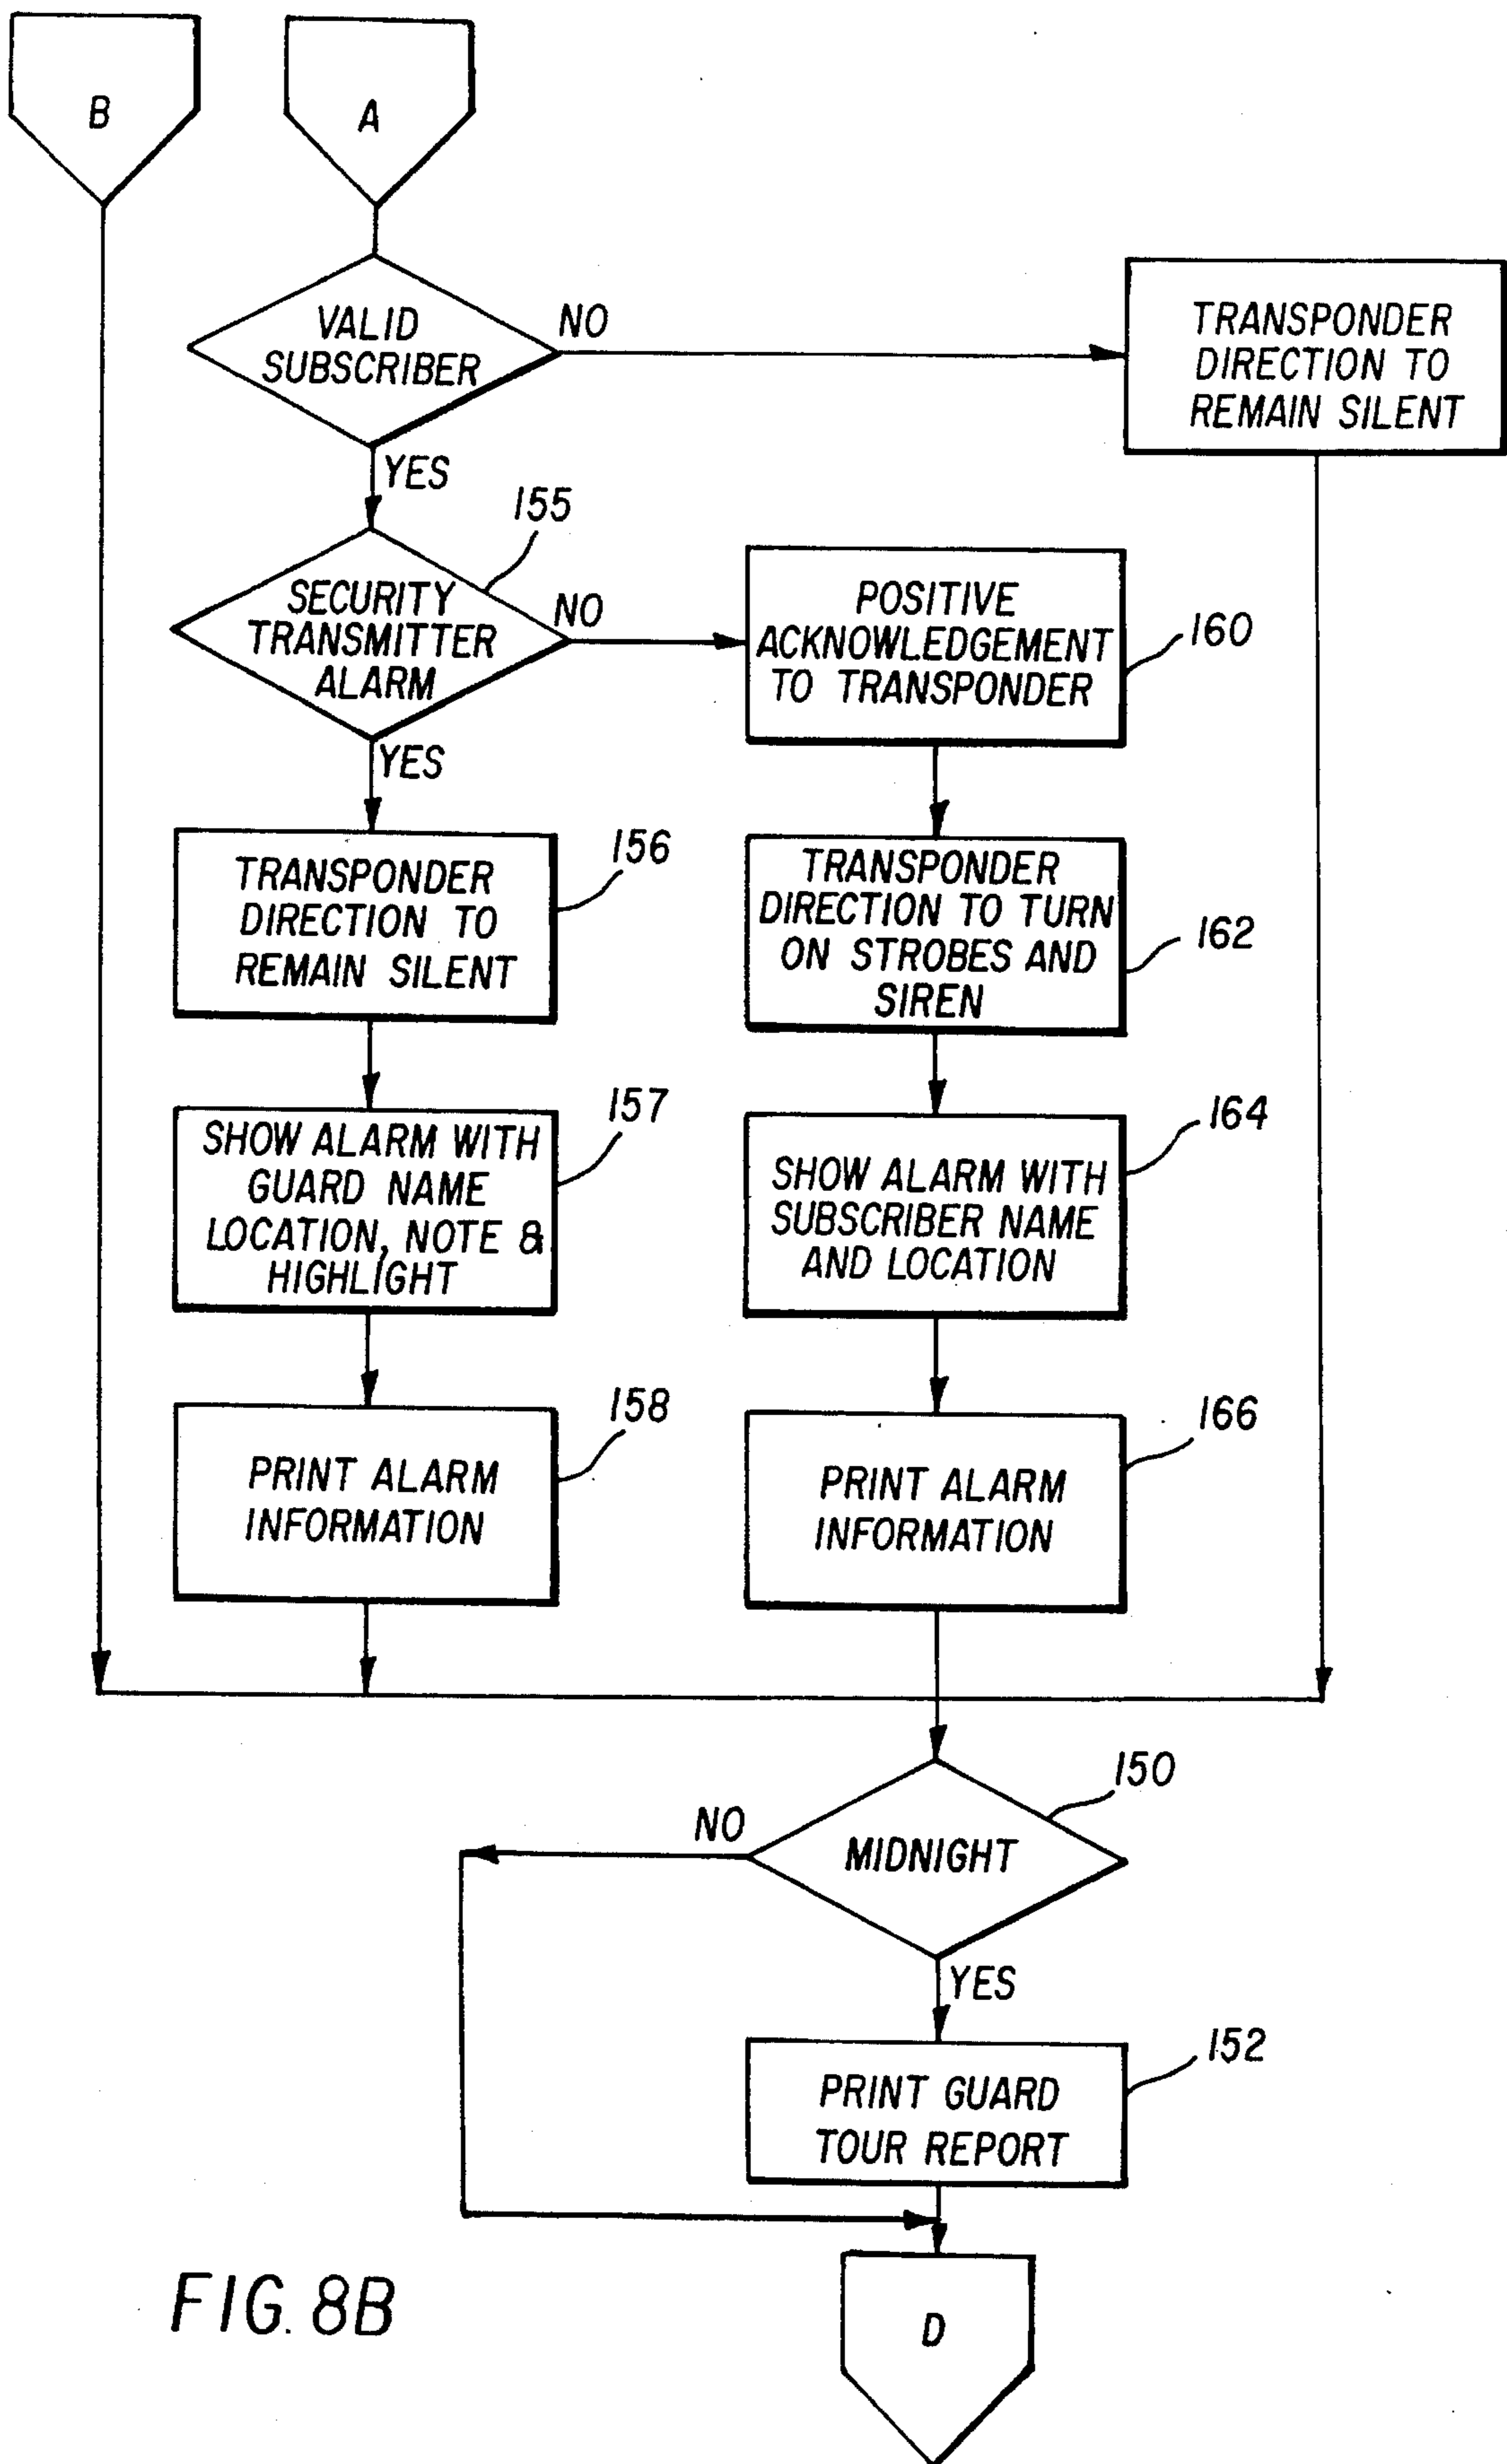 B
A
VALID
SUBSCRIBER
NO
TRANSPONDER
DIRECTION TO
REMAIN SILENT
YES
155
SECURITY
TRANSMITTER
ALARM
NO
POSITIVE
ACKNOWLEDGEMENT
TO TRANSPONDER
160
YES
TRANSPONDER
DIRECTION TO
REMAIN SILENT
156
TRANSPONDER
DIRECTION TO TURN
ON STROBES AND
SIREN
162
SHOW ALARM WITH
GUARD NAME
LOCATION, NOTE &
HIGHLIGHT
157
SHOW ALARM WITH
SUBSCRIBER NAME
AND LOCATION
164
PRINT ALARM
INFORMATION
158
PRINT ALARM
INFORMATION
166
150
NO
MIDNIGHT
YES
152
PRINT GUARD
TOUR REPORT
D
FIG. 8B